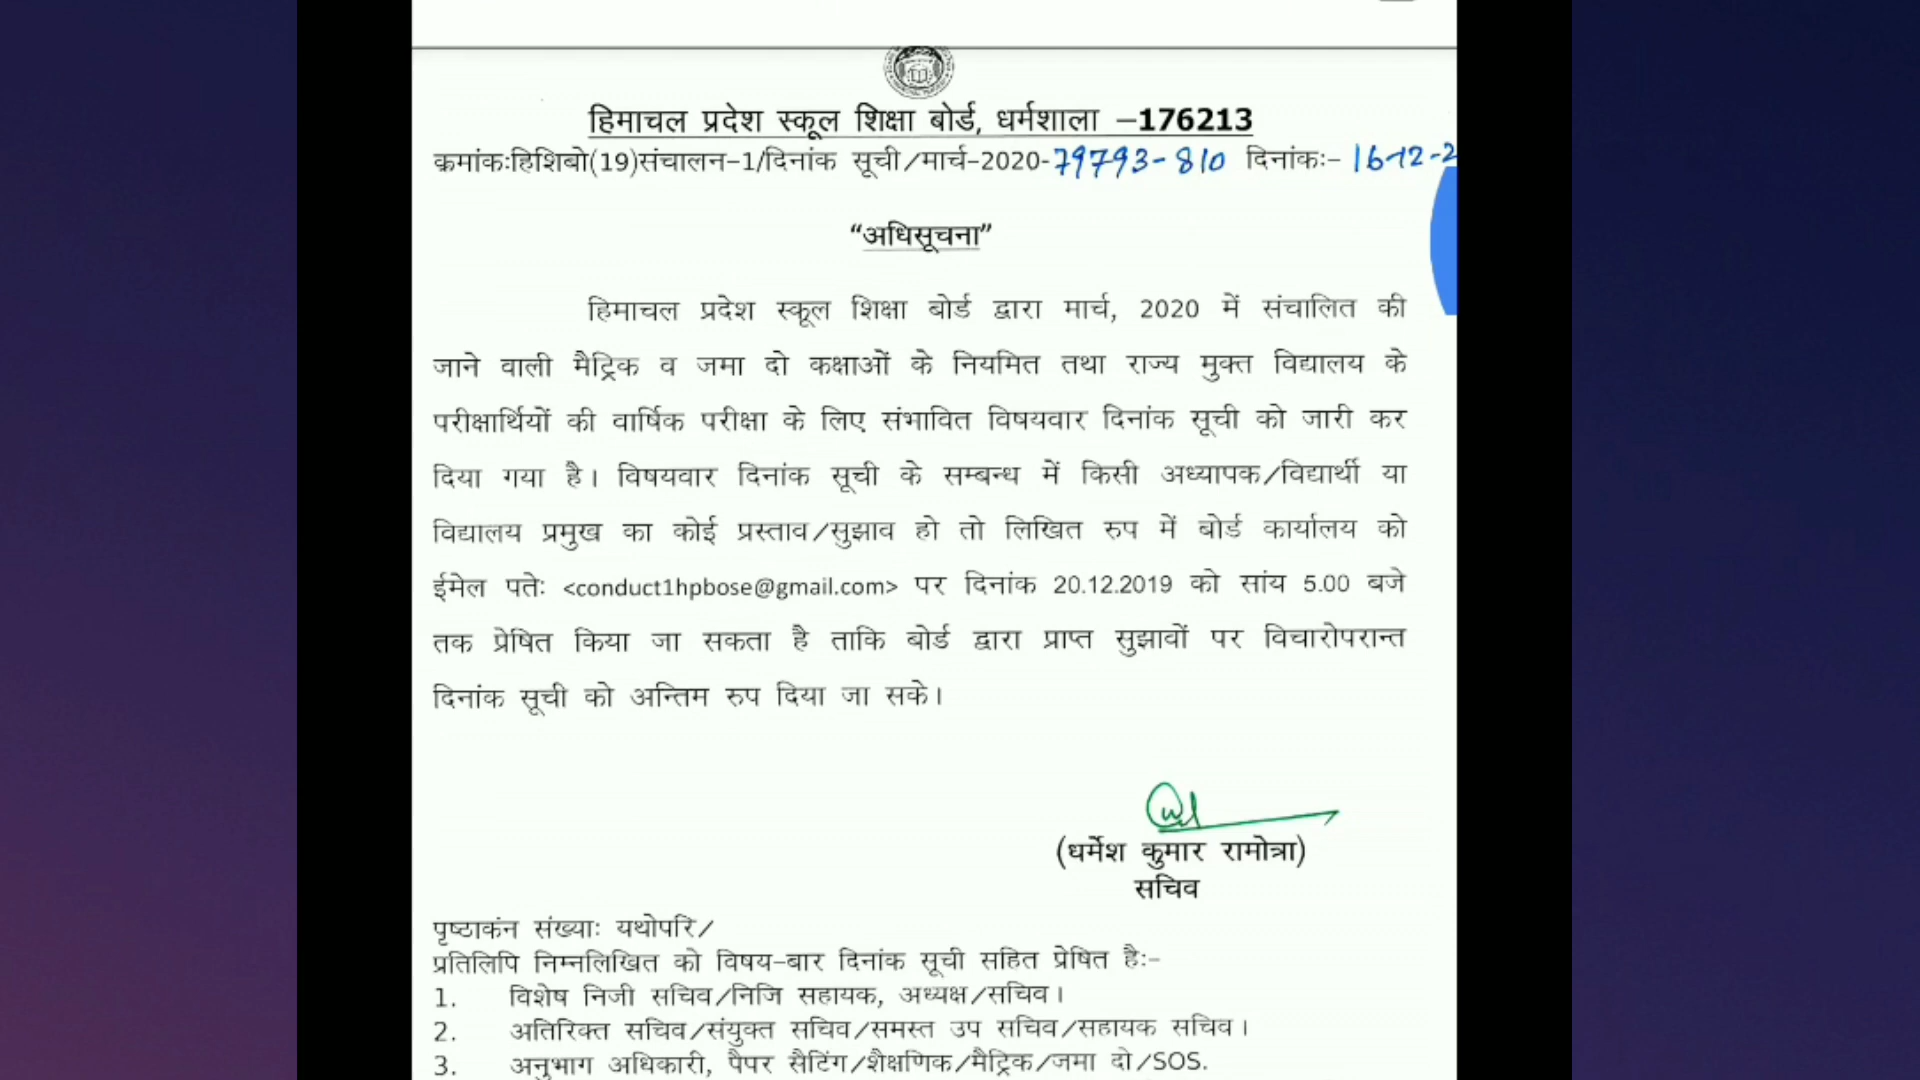 हिमाचल प्रदेश स्कूल शिक्षा बोर्ड, धर्मशाला –176213
क्रमांकःहिशिबो(19)संचालन–1/दिनांक सूची/मार्च–2020-79793-810 दिनांकः– 16-12-2
“अधिसूचना”
हिमाचल प्रदेश स्कूल शिक्षा बोर्ड द्वारा मार्च, 2020 में संचालित की
जाने वाली मैट्रिक व जमा दो कक्षाओं के नियमित तथा राज्य मुक्त विद्यालय के
परीक्षार्थियों की वार्षिक परीक्षा के लिए संभावित विषयवार दिनांक सूची को जारी कर
दिया गया है। विषयवार दिनांक सूची के सम्बन्ध में किसी अध्यापक/विद्यार्थी या
विद्यालय प्रमुख का कोई प्रस्ताव/सुझाव हो तो लिखित रुप में बोर्ड कार्यालय को
ईमेल पतेः <conduct1hpbose@gmail.com> पर दिनांक 20.12.2019 को सांय 5.00 बजे
तक प्रेषित किया जा सकता है ताकि बोर्ड द्वारा प्राप्त सुझावों पर विचारोपरान्त
दिनांक सूची को अन्तिम रुप दिया जा सके।
(धर्मेश कुमार रामोत्रा)
सचिव
पृष्ठाकंन संख्याः यथोपरि/
प्रतिलिपि निम्नलिखित को विषय–बार दिनांक सूची सहित प्रेषित हैः–
1. विशेष निजी सचिव/निजि सहायक, अध्यक्ष/सचिव।
2. अतिरिक्त सचिव/संयुक्त सचिव/समस्त उप सचिव/सहायक सचिव।
3. अनुभाग अधिकारी, पैपर सैटिंग/शैक्षणिक/मैट्रिक/जमा दो/SOS.